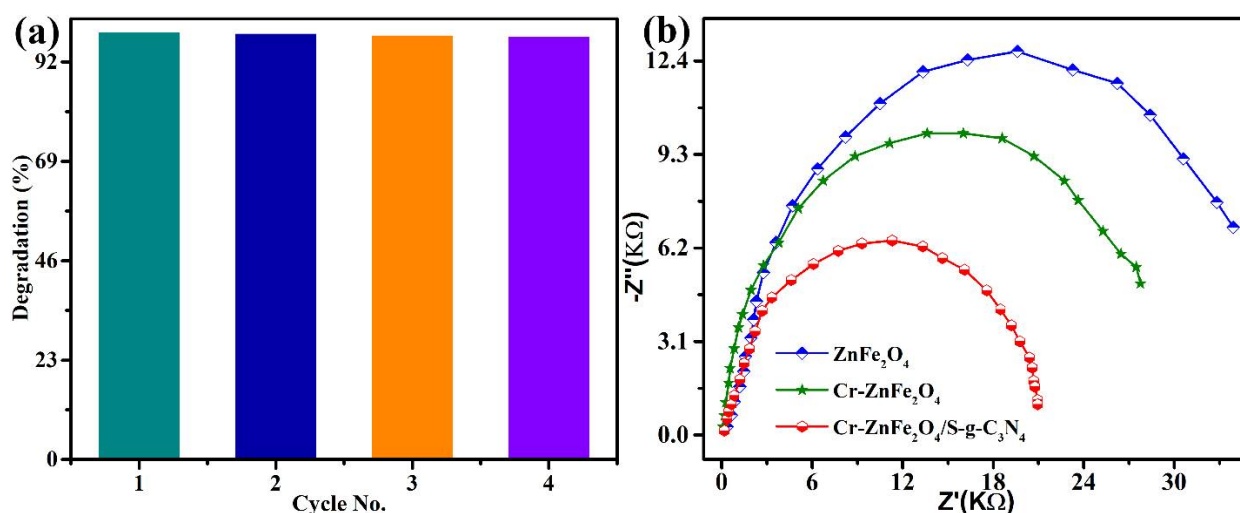 (a)
Degradation (%)
92
69
46
23
0
1 2 3 4
Cycle No.
(b)
-Z''(KΩ)
12.4
9.3
6.2
3.1
0.0
ZnFe₂O₄
Cr-ZnFe₂O₄
Cr-ZnFe₂O₄/S-g-C₃N₄
0 6 12 18 24 30
Z'(KΩ)